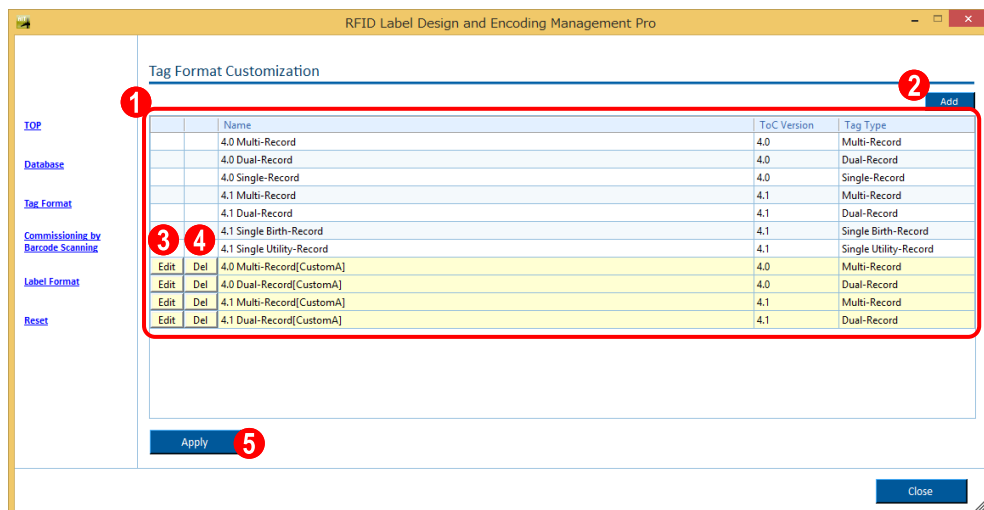 RFID Label Design and Encoding Management Pro
Tag Format Customization
1
2
Add
TOP
Database
Tag Format
Commissioning by
Barcode Scanning
Label Format
Reset
Name ToC Version Tag Type
4.0 Multi-Record 4.0 Multi-Record
4.0 Dual-Record 4.0 Dual-Record
4.0 Single-Record 4.0 Single-Record
4.1 Multi-Record 4.1 Multi-Record
4.1 Dual-Record 4.1 Dual-Record
4.1 Single Birth-Record 4.1 Single Birth-Record
3 4
4.1 Single Utility-Record 4.1 Single Utility-Record
Edit Del 4.0 Multi-Record[CustomA] 4.0 Multi-Record
Edit Del 4.0 Dual-Record[CustomA] 4.0 Dual-Record
Edit Del 4.1 Multi-Record[CustomA] 4.1 Multi-Record
Edit Del 4.1 Dual-Record[CustomA] 4.1 Dual-Record
Apply 5
Close